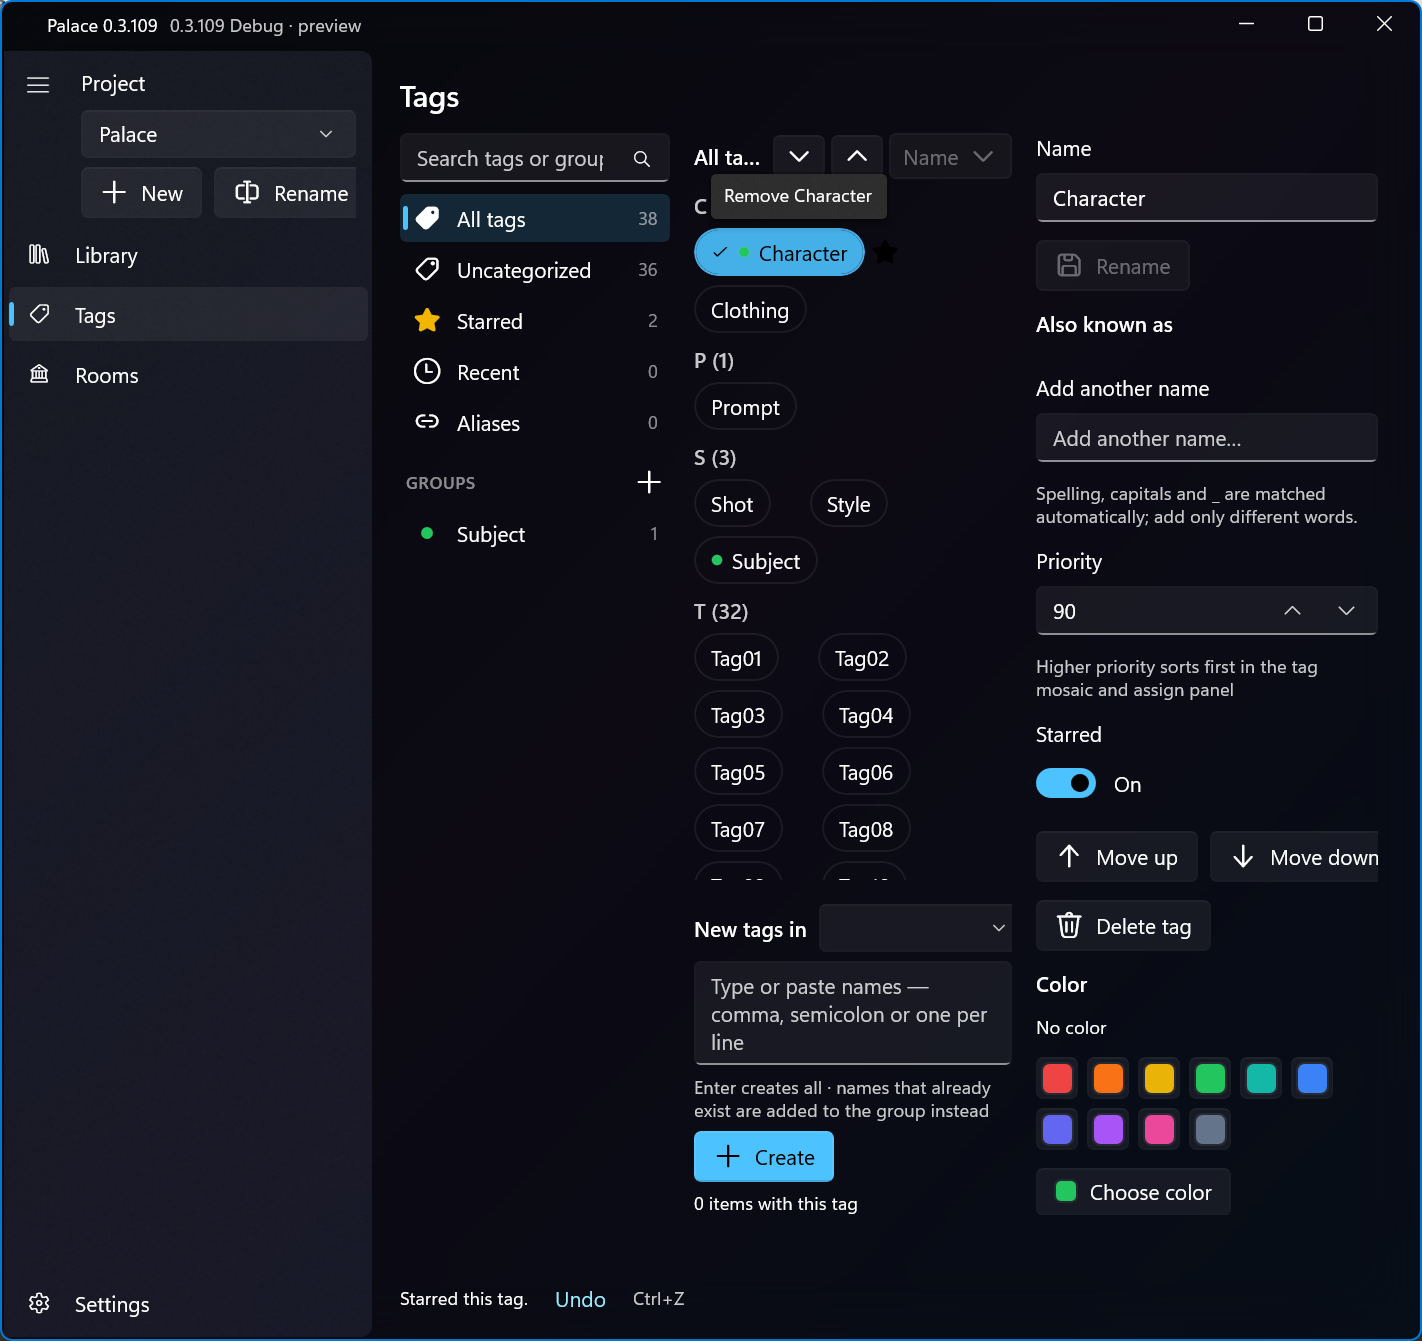 Palace 0.3.109 0.3.109 Debug · preview
Project
Palace
New
Rename
Library
Tags
Rooms
Settings
Tags
Search tags or group
All tags 38
Uncategorized 36
Starred 2
Recent 0
Aliases 0
GROUPS
Subject 1
All ta...
Name
Remove Character
C
Character
Clothing
P (1)
Prompt
S (3)
Shot Style
Subject
T (32)
Tag01 Tag02
Tag03 Tag04
Tag05 Tag06
Tag07 Tag08
New tags in
Type or paste names —
comma, semicolon or one per
line
Enter creates all · names that already
exist are added to the group instead
Create
0 items with this tag
Name
Character
Rename
Also known as
Add another name
Add another name...
Spelling, capitals and _ are matched
automatically; add only different words.
Priority
90
Higher priority sorts first in the tag
mosaic and assign panel
Starred
On
Move up Move down
Delete tag
Color
No color
Choose color
Starred this tag. Undo Ctrl+Z